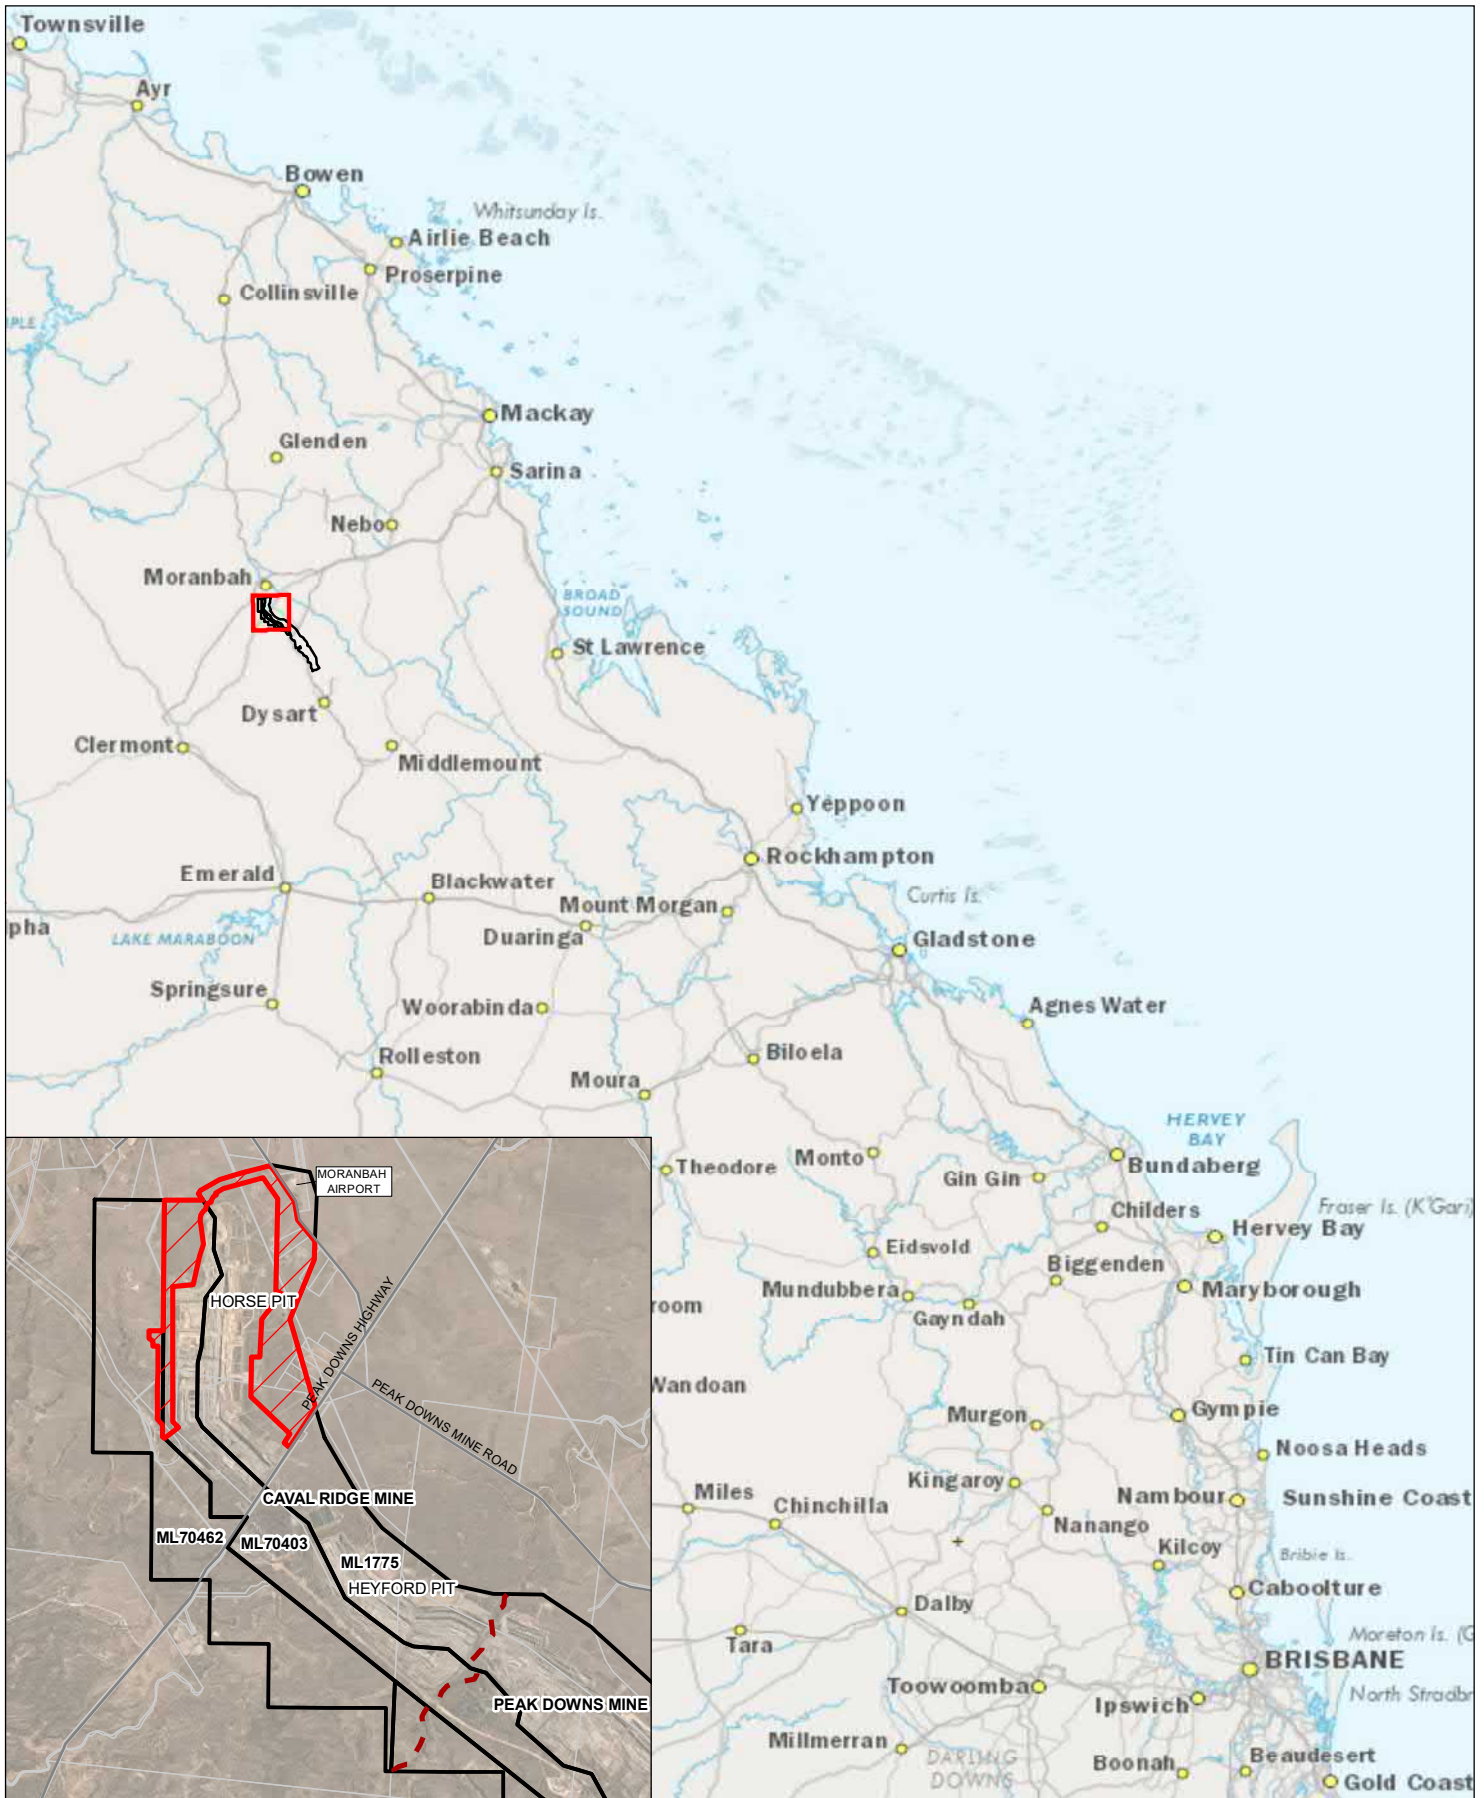 Townsville
Ayr
Bowen
Whitsunday Is.
Airlie Beach
Proserpine
Collinsville
IPLE
Mackay
Glenden
Sarina
Nebo
Moranbah
BROAD
SOUND
St Lawrence
Dysart
Clermont
Middlemount
Yeppoon
Rockhampton
Emerald
Blackwater
Curtis Is.
Mount Morgan
pha
LAKE MARABOON
Duaringa
Gladstone
Springsure
Woorabinda
Agnes Water
Rolleston
Biloela
Moura
HERVEY
BAY
Theodore
Monto
Gin Gin
Bundaberg
Childers
Fraser Is. (K'Gari)
Hervey Bay
Eidsvold
Biggenden
Mundubbera
Maryborough
room
Gayndah
Tin Can Bay
Wandoan
Murgon
Gympie
Noosa Heads
Kingaroy
Miles
Chinchilla
Nambour
Sunshine Coast
Nanango
Kilcoy
Bribie Is.
Caboolture
Dalby
Tara
Moreton Is. (G
BRISBANE
Toowoomba
Ipswich
North Stradbr
Millmerran
DARLING
DOWNS
Boonah
Beaudesert
Gold Coast
MORANBAH
AIRPORT
HORSE PIT
PEAK DOWNS HIGHWAY
PEAK DOWNS MINE ROAD
CAVAL RIDGE MINE
ML70462
ML70403
ML1775
HEYFORD PIT
PEAK DOWNS MINE